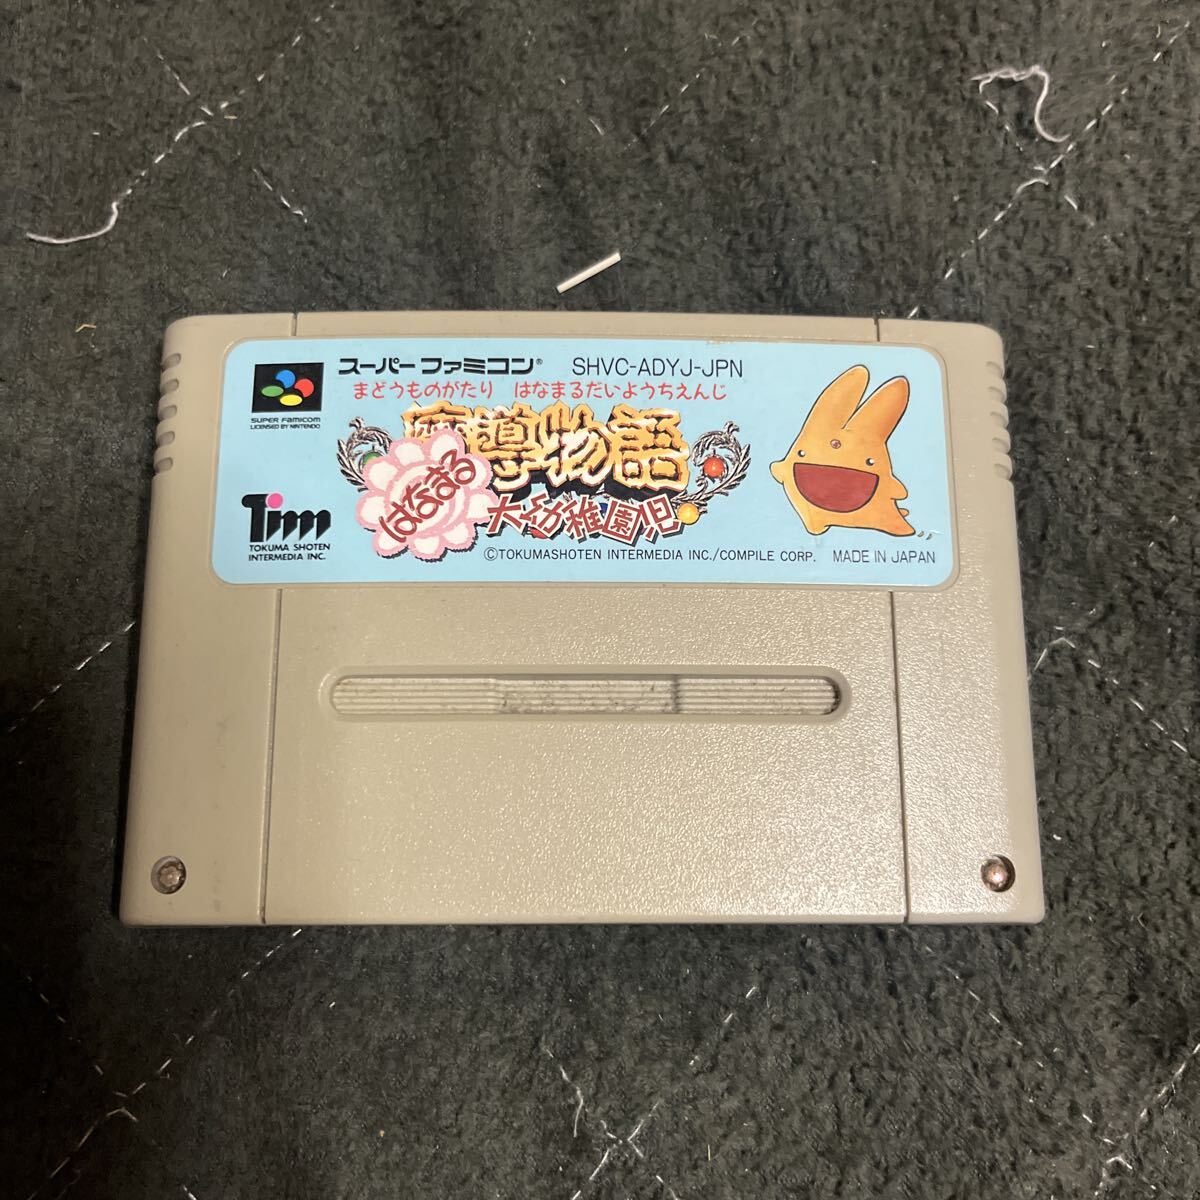 スーパーファミコン® SHVC-ADYJ-JPN
まどうものがたり はなまるだいようちえんじ
SUPER FAMICOM
LICENSED BY NINTENDO
魔導物語
はなまる
大幼稚園児
Tim
TOKUMA SHOTEN
INTERMEDIA INC.
©TOKUMASHOTEN INTERMEDIA INC./COMPILE CORP. MADE IN JAPAN